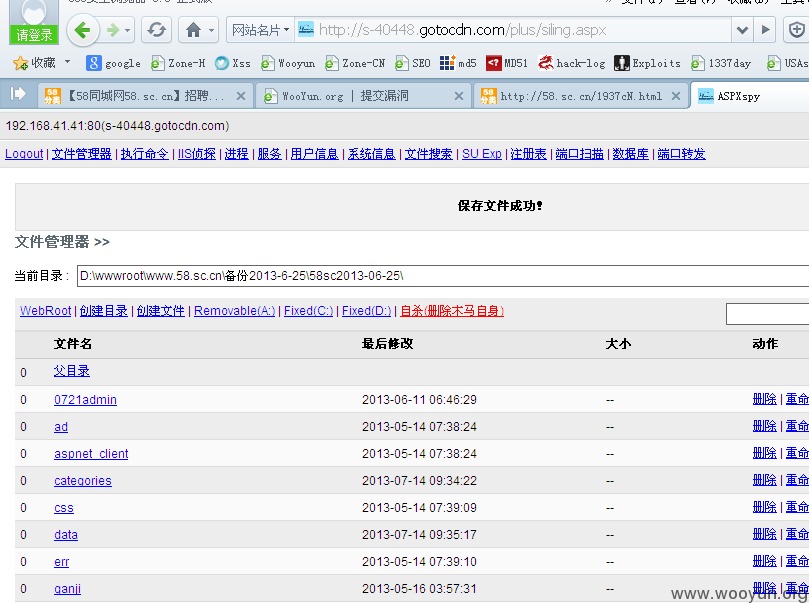 请登录
网站名片
http://s-40448.gotocdn.com/plus/siling.aspx
收藏 google Zone-H Xss Wooyun Zone-CN SEO md5 MD51 hack-log Exploits 1337day USAs
【58同城网58.sc.cn】招聘... WooYun.org | 提交漏洞 http://58.sc.cn/1937cN.html ASPXspy
192.168.41.41:80(s-40448.gotocdn.com)
Logout | 文件管理器 | 执行命令 | IIS侦探 | 进程 | 服务 | 用户信息 | 系统信息 | 文件搜索 | SU Exp | 注册表 | 端口扫描 | 数据库 | 端口转发
保存文件成功!
文件管理器 >>
当前目录 : D:\wwwroot\www.58.sc.cn\备份2013-6-25\58sc2013-06-25\
WebRoot | 创建目录 | 创建文件 | Removable(A:) | Fixed(C:) | Fixed(D:) | 自杀(删除木马自身)
文件名 最后修改 大小 动作
0 父目录
0 0721admin 2013-06-11 06:46:29 -- 删除 | 重命
0 ad 2013-05-14 07:38:24 -- 删除 | 重命
0 aspnet_client 2013-05-14 07:38:24 -- 删除 | 重命
0 categories 2013-07-14 09:34:22 -- 删除 | 重命
0 css 2013-05-14 07:39:09 -- 删除 | 重命
0 data 2013-07-14 09:35:17 -- 删除 | 重命
0 err 2013-05-14 07:39:10 -- 删除 | 重命
0 ganji 2013-05-16 03:57:31 -- 删除 | 重命
www.wooyun.org